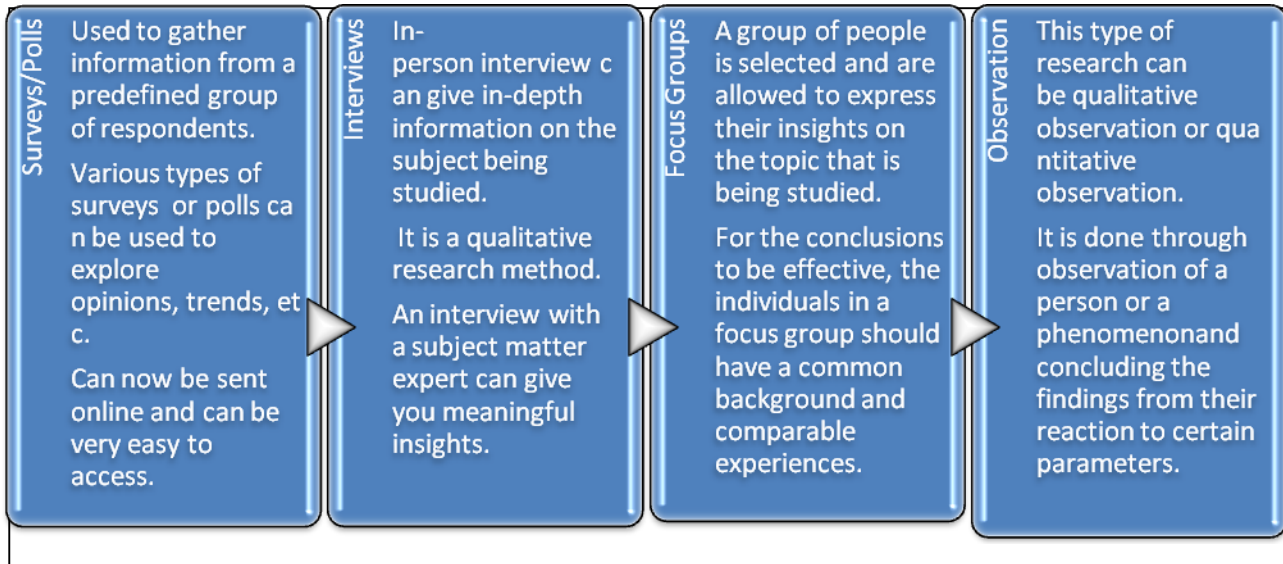 Surveys/Polls
Used to gather
information from a
predefined group
of respondents.
Various types of
surveys or polls ca
n be used to
explore
opinions, trends, et
c.
Can now be sent
online and can be
very easy to
access.
Interviews
In-
person interview c
an give in-depth
information on the
subject being
studied.
It is a qualitative
research method.
An interview with
a subject matter
expert can give
you meaningful
insights.
Focus Groups
A group of people
is selected and are
allowed to express
their insights on
the topic that is
being studied.
For the conclusions
to be effective, the
individuals in a
focus group should
have a common
background and
comparable
experiences.
Observation
This type of
research can
be qualitative
observation or qua
ntitative
observation.
It is done through
observation of a
person or a
phenomenonand
concluding the
findings from their
reaction to certain
parameters.